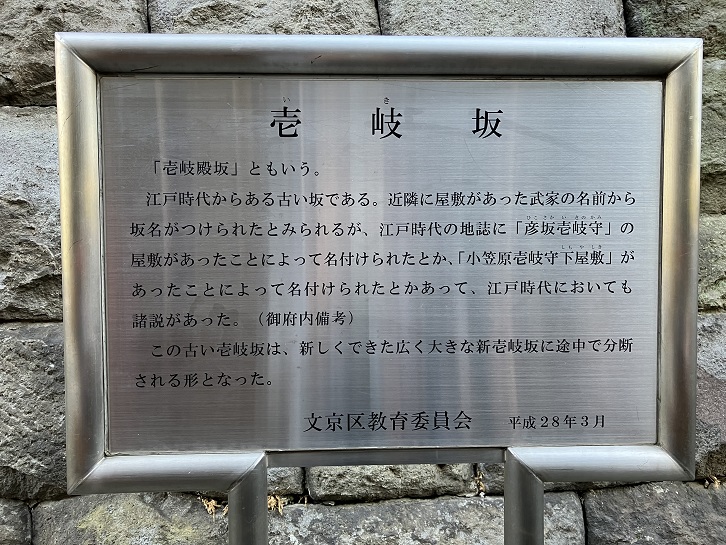 いき
壱岐坂
「壱岐殿坂」ともいう。
江戸時代からある古い坂である。近隣に屋敷があった武家の名前から
坂名がつけられたとみられるが、江戸時代の地誌に「彦坂壱岐守」の
屋敷があったことによって名付けられたとか、「小笠原壱岐守下屋敷」が
あったことによって名付けられたとかあって、江戸時代においても
諸説があった。（御府内備考）
この古い壱岐坂は、新しくできた広く大きな新壱岐坂に途中で分断
される形となった。
文京区教育委員会 平成28年3月